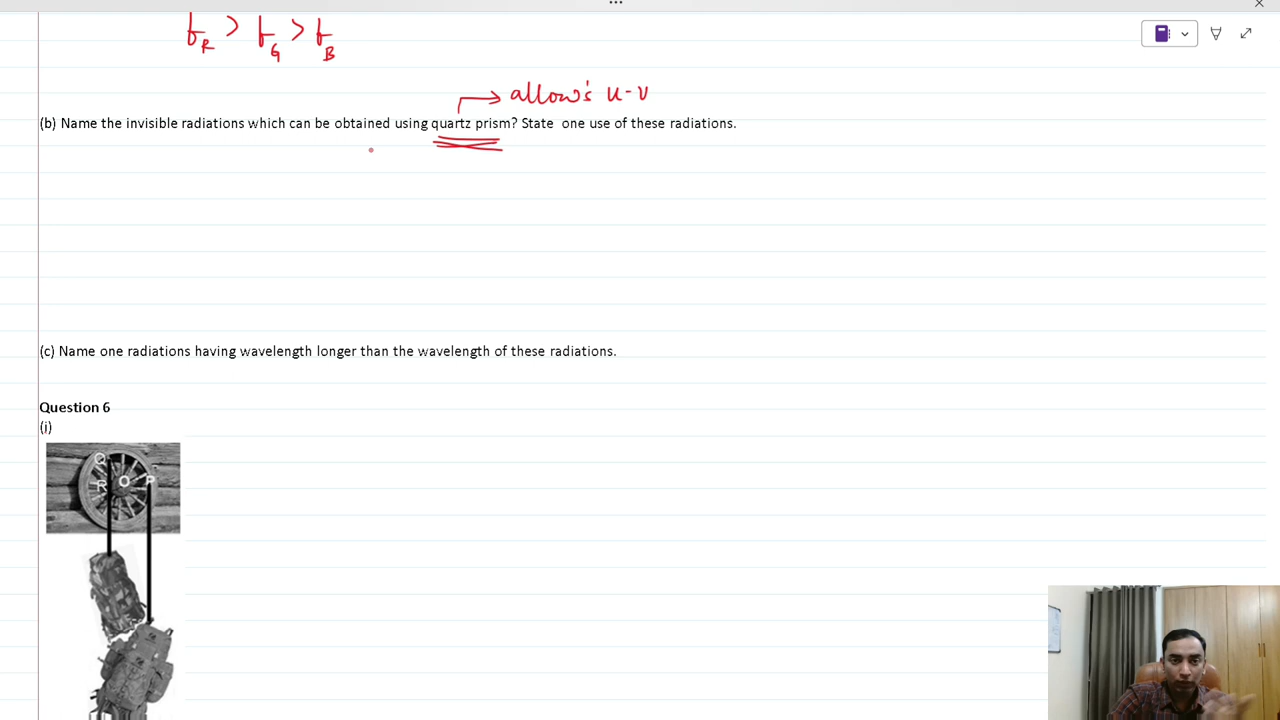 f_R > f_G > f_B
allow's u-v
(b) Name the invisible radiations which can be obtained using quartz prism? State one use of these radiations.
(c) Name one radiations having wavelength longer than the wavelength of these radiations.
Question 6
(i)
Q
R O P